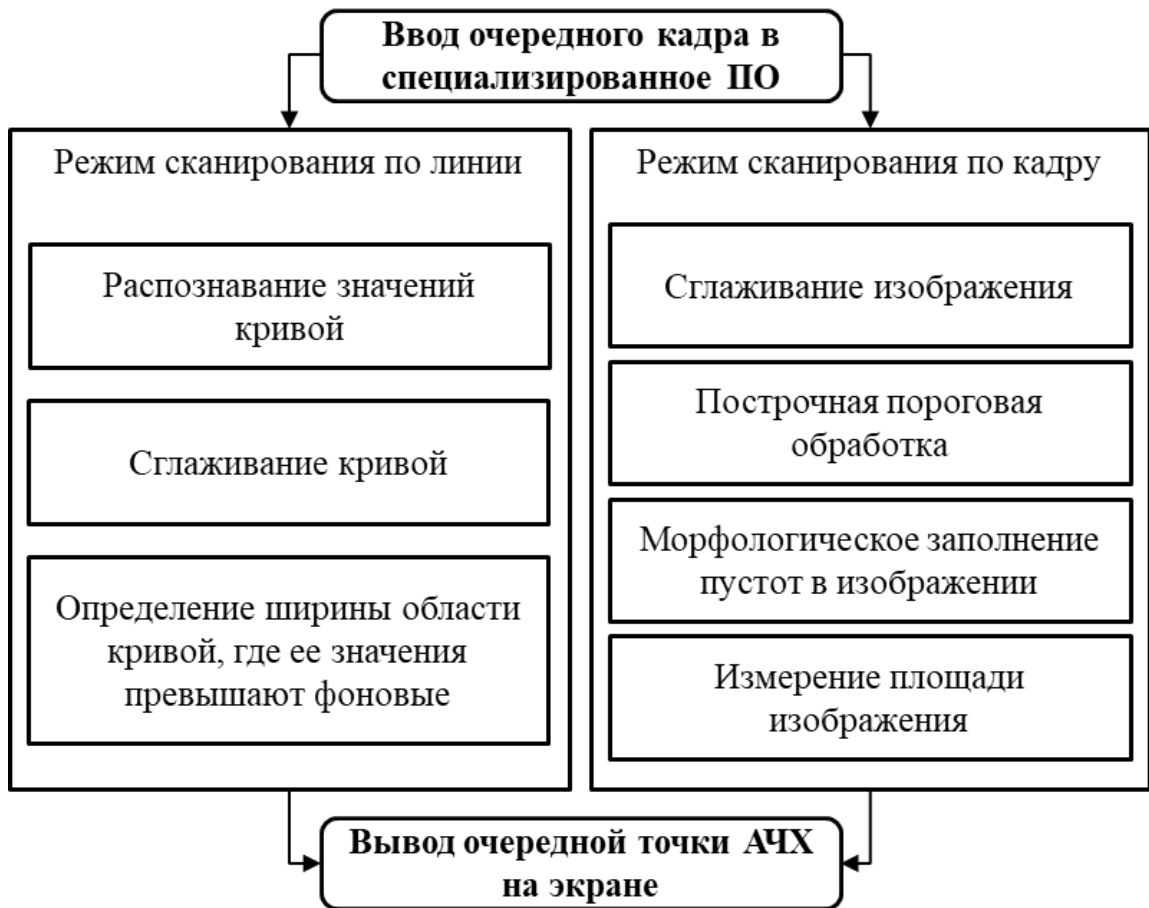 Ввод очередного кадра в
специализированное ПО
Режим сканирования по линии
Распознавание значений
кривой
Сглаживание кривой
Определение ширины области
кривой, где ее значения
превышают фоновые
Режим сканирования по кадру
Сглаживание изображения
Построчная пороговая
обработка
Морфологическое заполнение
пустот в изображении
Измерение площади
изображения
Вывод очередной точки АЧХ
на экране